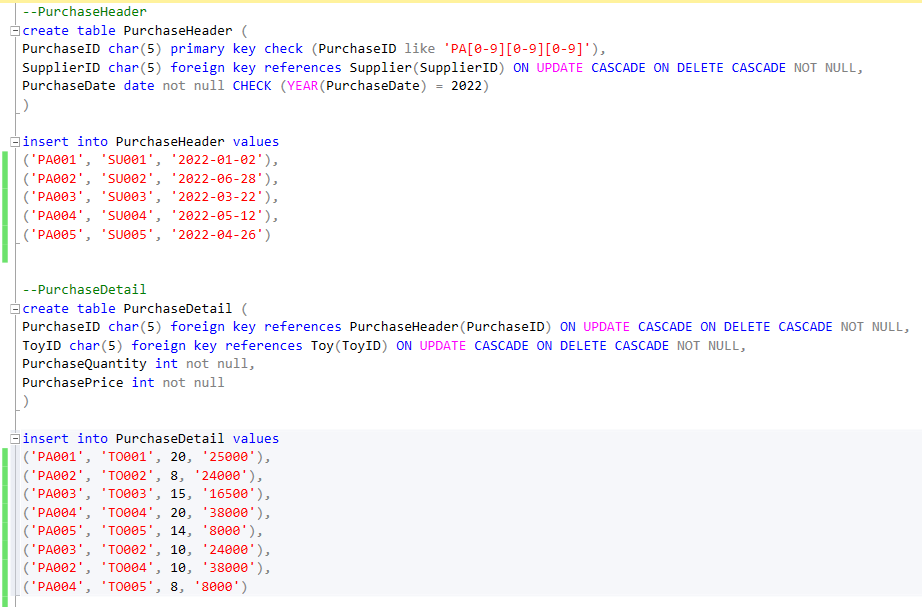 --PurchaseHeader
create table PurchaseHeader (
PurchaseID char(5) primary key check (PurchaseID like 'PA[0-9][0-9][0-9]'),
SupplierID char(5) foreign key references Supplier(SupplierID) ON UPDATE CASCADE ON DELETE CASCADE NOT NULL,
PurchaseDate date not null CHECK (YEAR(PurchaseDate) = 2022)
)
insert into PurchaseHeader values
('PA001', 'SU001', '2022-01-02'),
('PA002', 'SU002', '2022-06-28'),
('PA003', 'SU003', '2022-03-22'),
('PA004', 'SU004', '2022-05-12'),
('PA005', 'SU005', '2022-04-26')
--PurchaseDetail
create table PurchaseDetail (
PurchaseID char(5) foreign key references PurchaseHeader(PurchaseID) ON UPDATE CASCADE ON DELETE CASCADE NOT NULL,
ToyID char(5) foreign key references Toy(ToyID) ON UPDATE CASCADE ON DELETE CASCADE NOT NULL,
PurchaseQuantity int not null,
PurchasePrice int not null
)
insert into PurchaseDetail values
('PA001', 'TO001', 20, '25000'),
('PA002', 'TO002', 8, '24000'),
('PA003', 'TO003', 15, '16500'),
('PA004', 'TO004', 20, '38000'),
('PA005', 'TO005', 14, '8000'),
('PA003', 'TO002', 10, '24000'),
('PA002', 'TO004', 10, '38000'),
('PA004', 'TO005', 8, '8000')